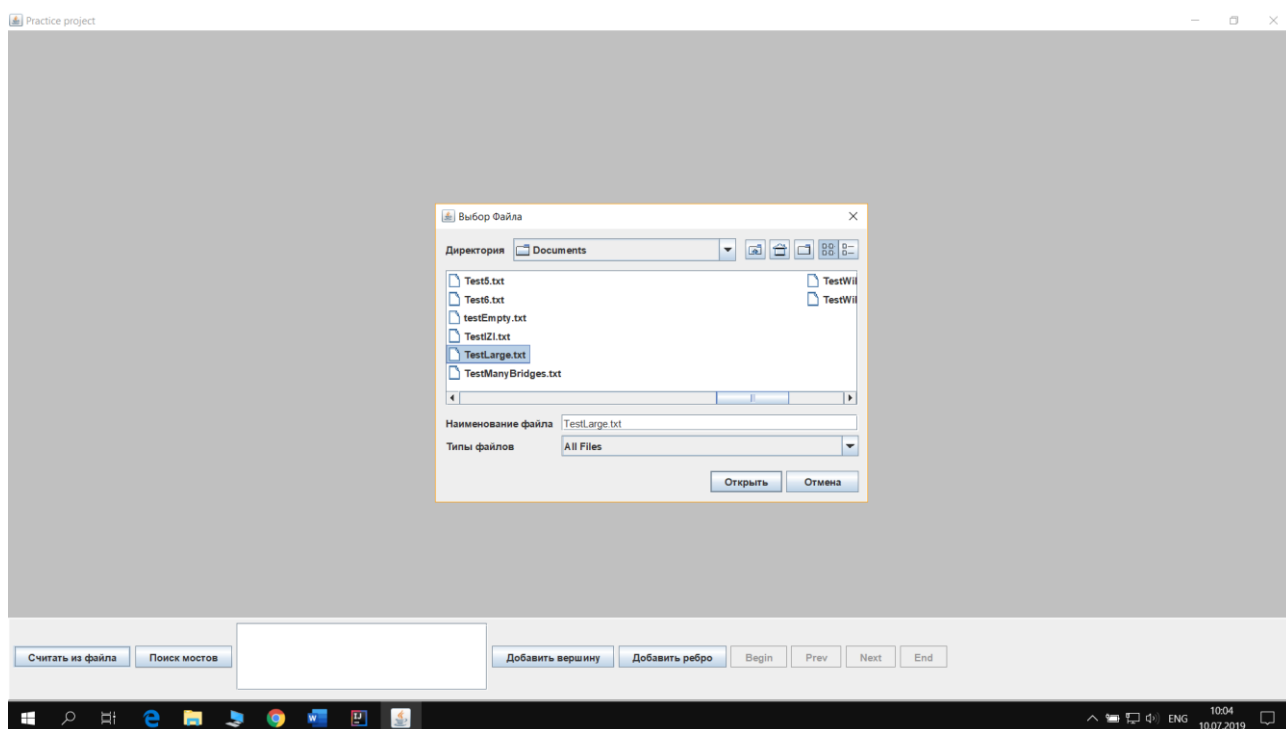 Practice project
Выбор Файла
Директория Documents
Test5.txt TestWil
Test6.txt TestWil
testEmpty.txt
TestIZI.txt
TestLarge.txt
TestManyBridges.txt
Наименование файла TestLarge.txt
Типы файлов All Files
Открыть Отмена
Считать из файла Поиск мостов Добавить вершину Добавить ребро Begin Prev Next End
10:04
ENG
10.07.2019